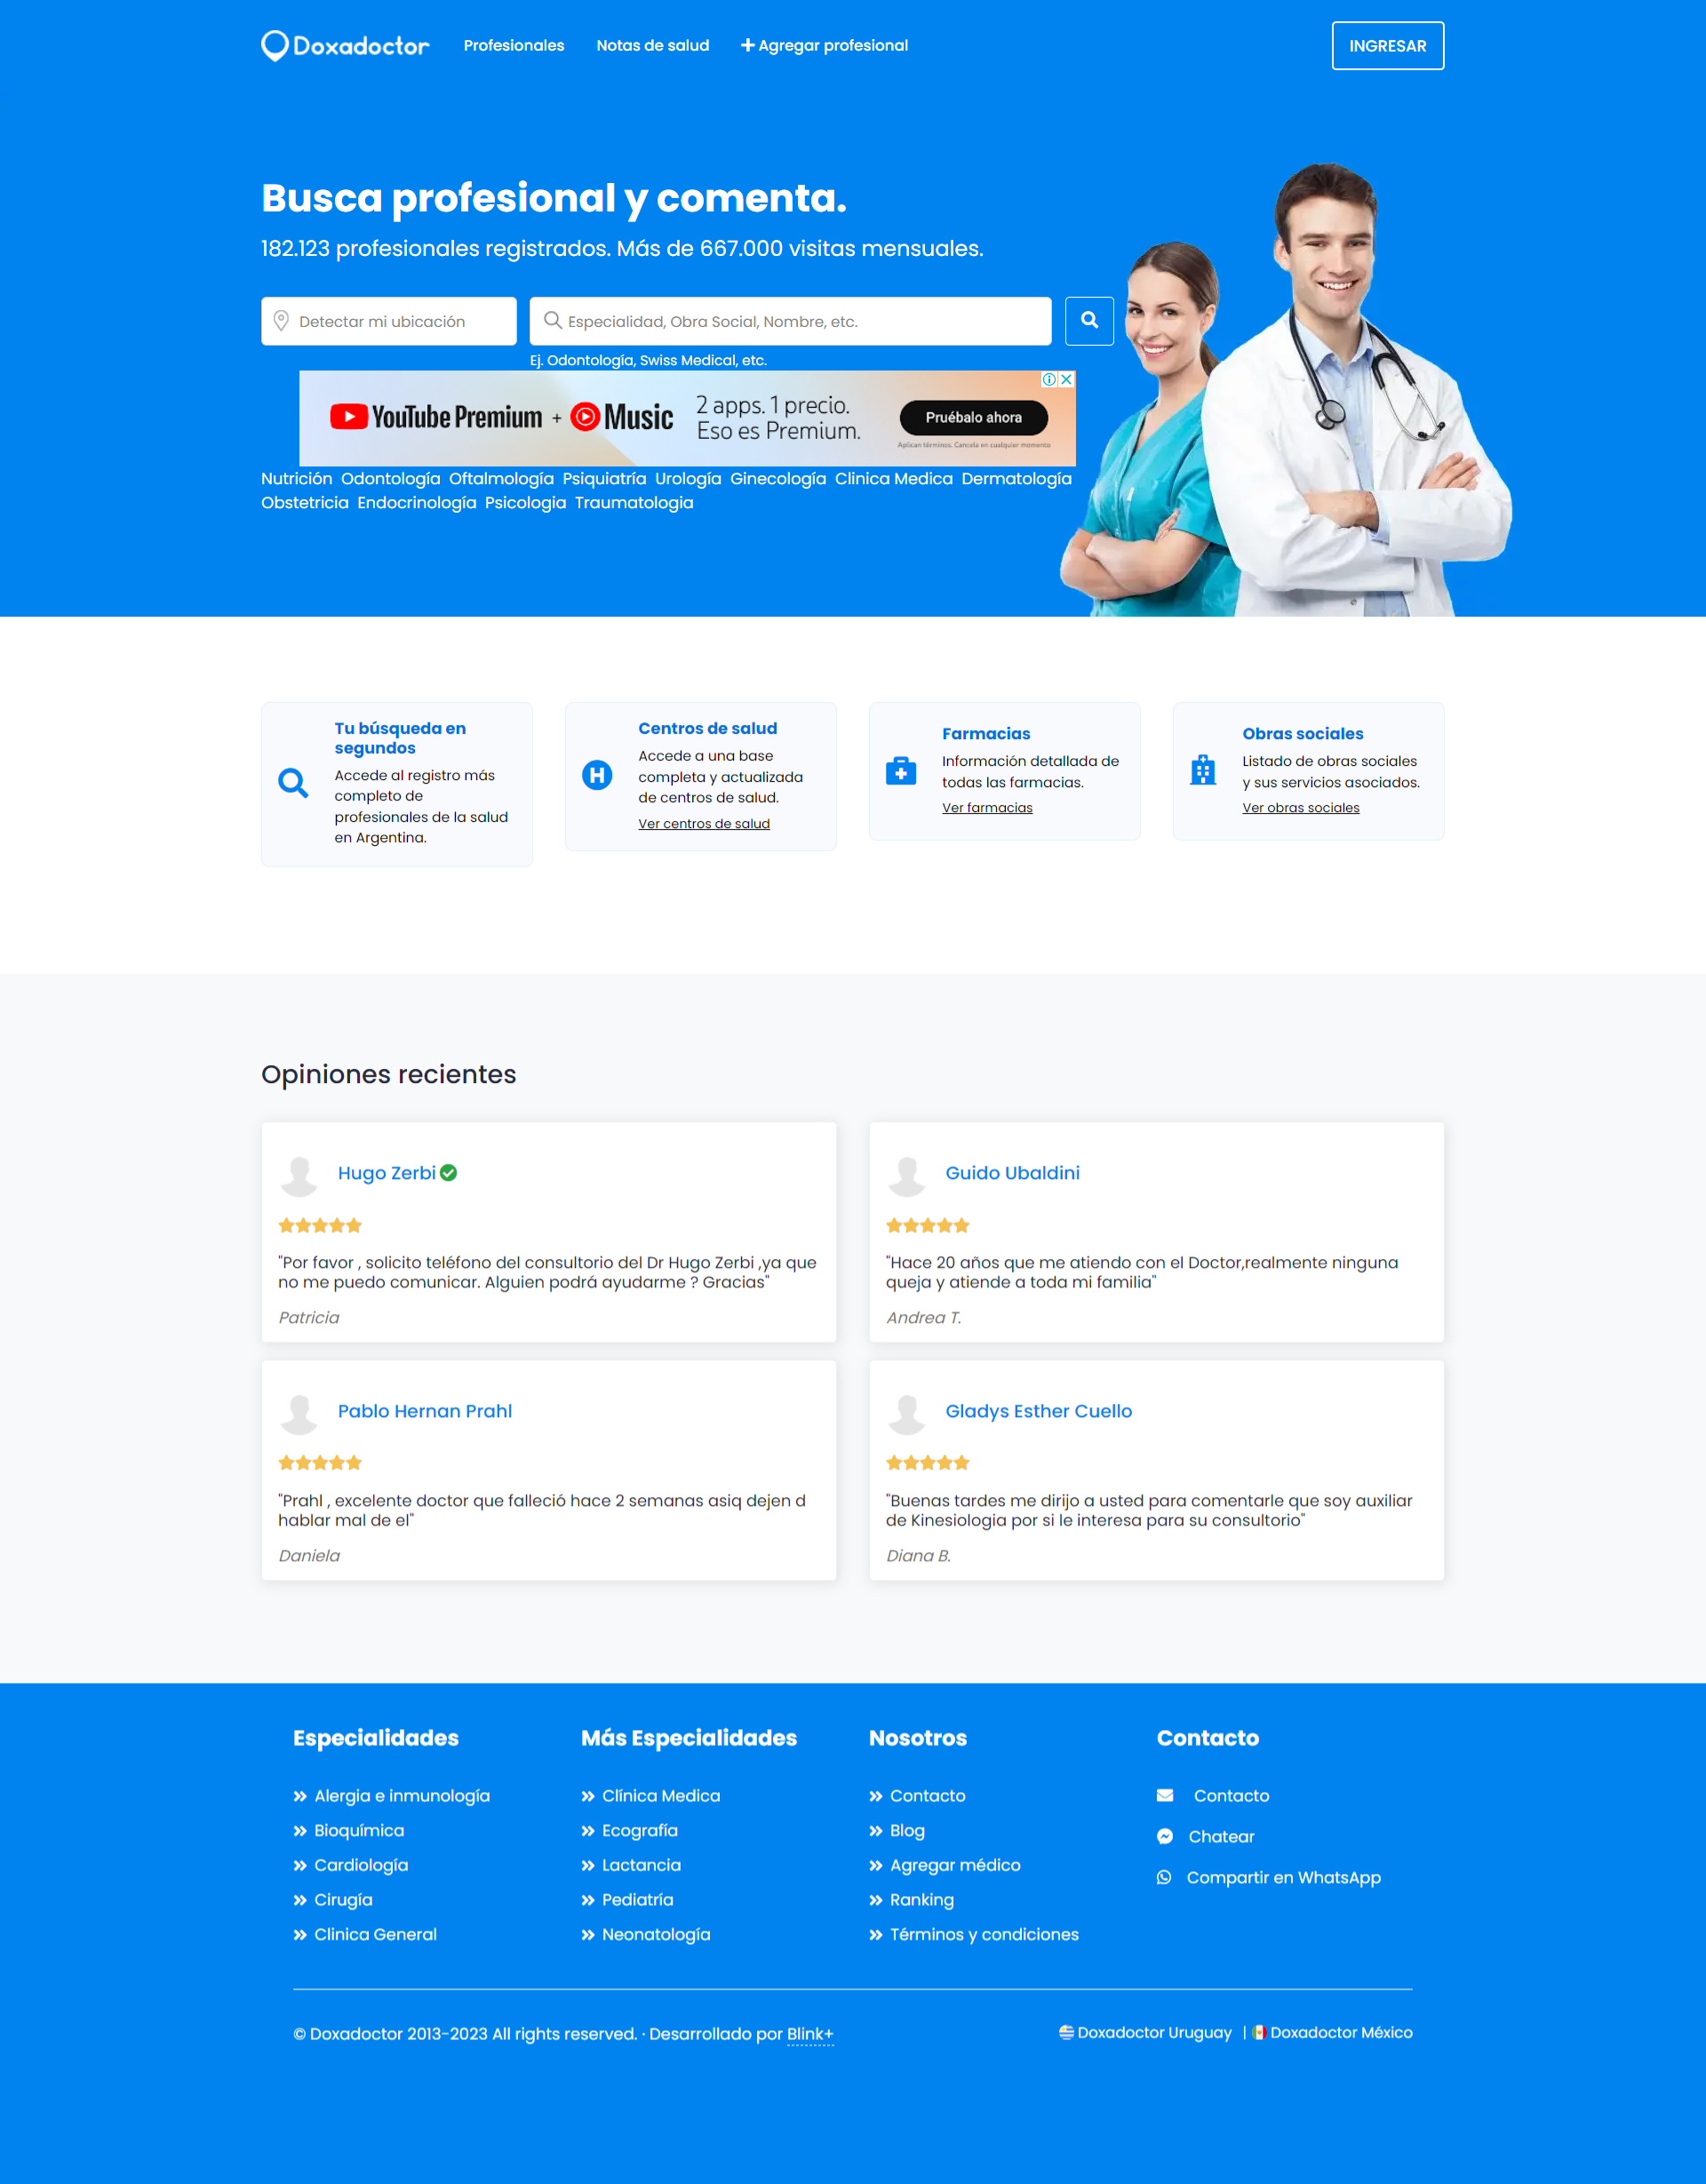 Doxadoctor
Profesionales
Notas de salud
Agregar profesional
INGRESAR
Busca profesional y comenta.
182.123 profesionales registrados. Más de 667.000 visitas mensuales.
Detectar mi ubicación
Especialidad, Obra Social, Nombre, etc.
Ej. Odontología, Swiss Medical, etc.
YouTube Premium + Music
2 apps. 1 precio.
Eso es Premium.
Pruébalo ahora
Aplican términos. Cancela en cualquier momento
Nutrición Odontología Oftalmología Psiquiatría Urología Ginecología Clinica Medica Dermatología
Obstetricia Endocrinología Psicologia Traumatologia
Tu búsqueda en
segundos
Accede al registro más
completo de
profesionales de la salud
en Argentina.
Centros de salud
Accede a una base
completa y actualizada
de centros de salud.
Ver centros de salud
Farmacias
Información detallada de
todas las farmacias.
Ver farmacias
Obras sociales
Listado de obras sociales
y sus servicios asociados.
Ver obras sociales
Opiniones recientes
Hugo Zerbi
"Por favor , solicito teléfono del consultorio del Dr Hugo Zerbi ,ya que
no me puedo comunicar. Alguien podrá ayudarme ? Gracias"
Patricia
Guido Ubaldini
"Hace 20 años que me atiendo con el Doctor,realmente ninguna
queja y atiende a toda mi familia"
Andrea T.
Pablo Hernan Prahl
"Prahl , excelente doctor que falleció hace 2 semanas asiq dejen d
hablar mal de el"
Daniela
Gladys Esther Cuello
"Buenas tardes me dirijo a usted para comentarle que soy auxiliar
de Kinesiologia por si le interesa para su consultorio"
Diana B.
Especialidades
Alergia e inmunología
Bioquímica
Cardiología
Cirugía
Clinica General
Más Especialidades
Clínica Medica
Ecografía
Lactancia
Pediatría
Neonatología
Nosotros
Contacto
Blog
Agregar médico
Ranking
Términos y condiciones
Contacto
Contacto
Chatear
Compartir en WhatsApp
© Doxadoctor 2013-2023 All rights reserved. · Desarrollado por Blink+
Doxadoctor Uruguay | Doxadoctor México